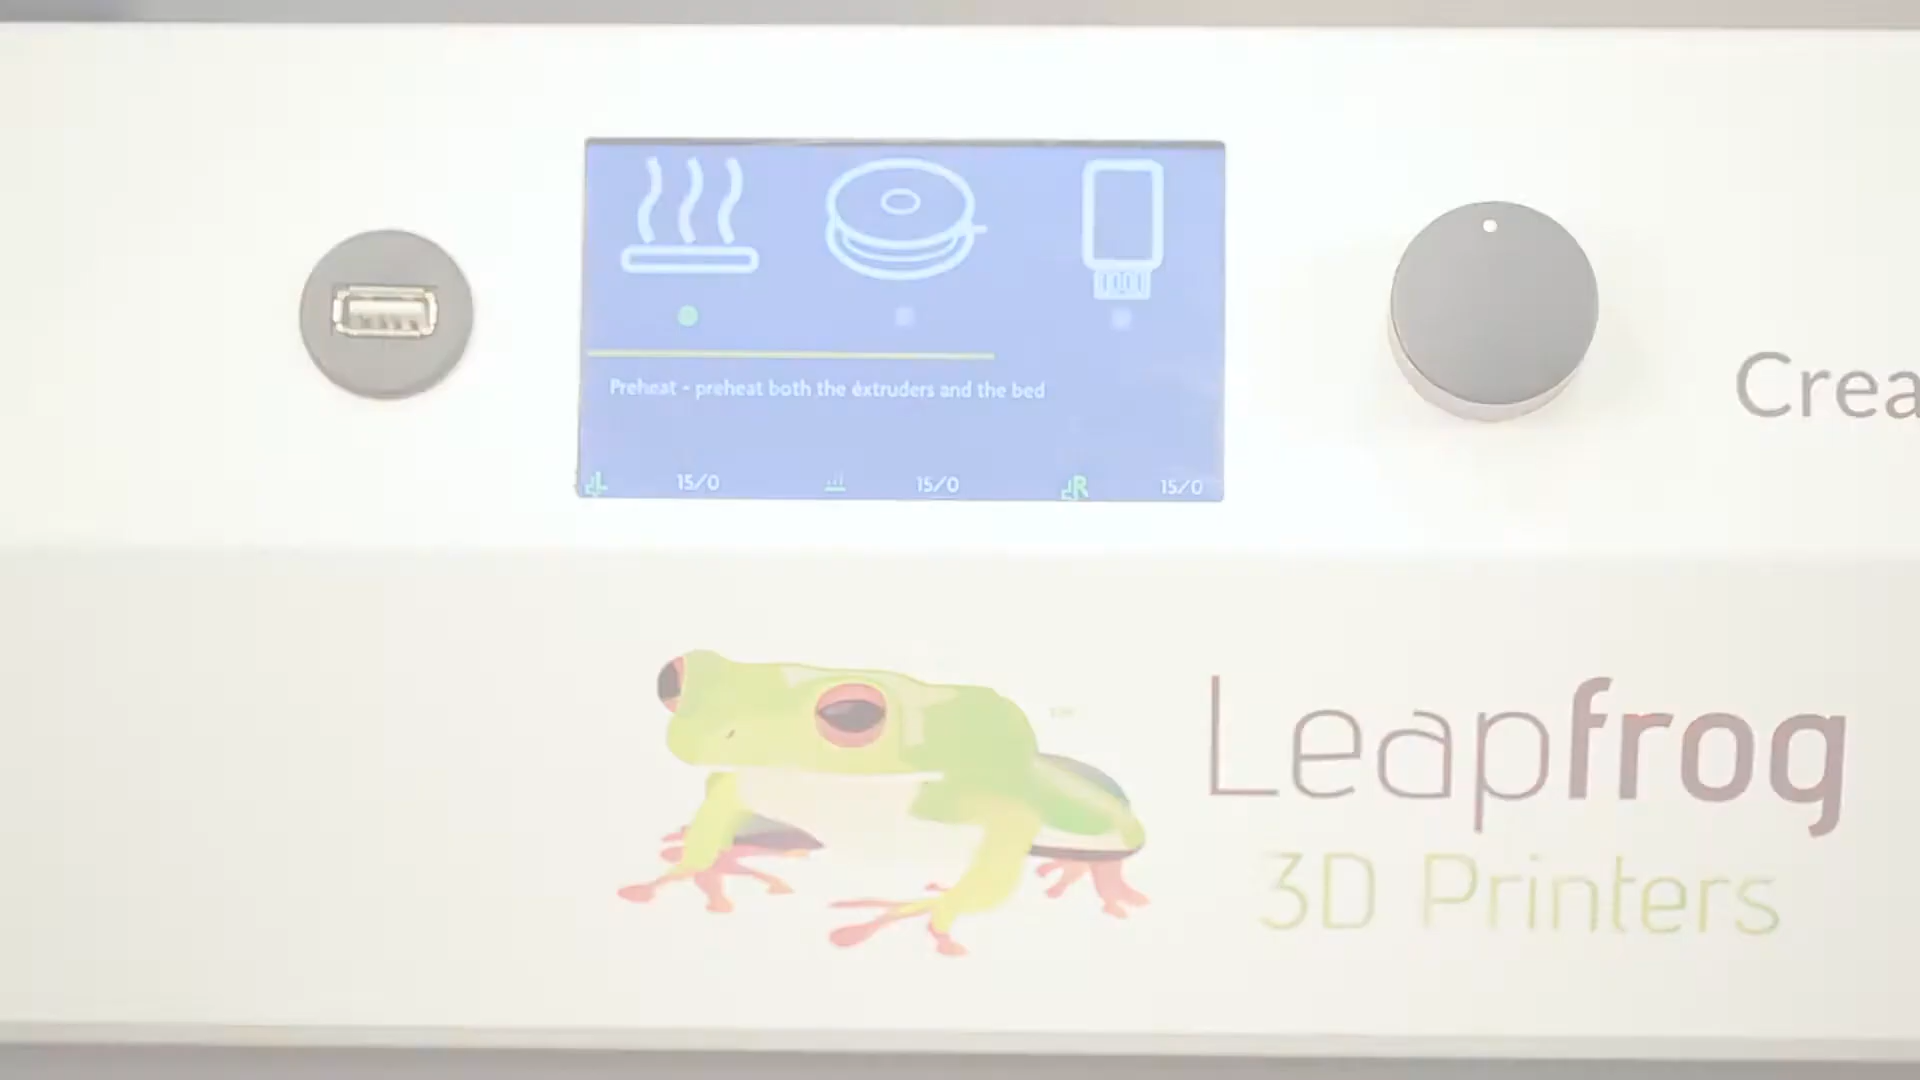 Preheat - preheat both the extruders and the bed
L 15/0 15/0 R 15/0
Crea
Leapfrog
3D Printers